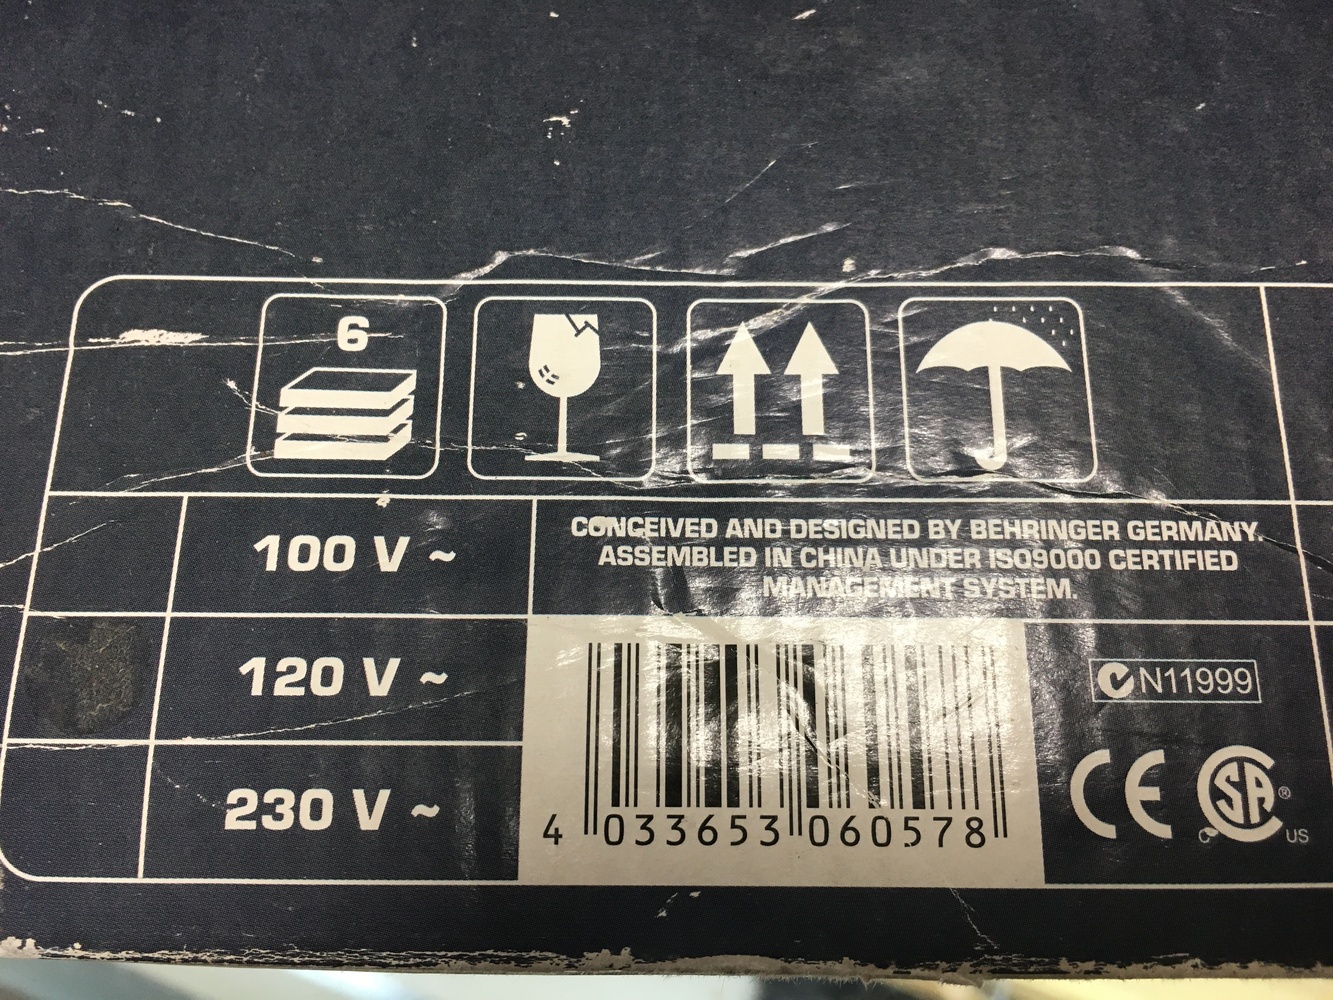 6
100 V ~
CONCEIVED AND DESIGNED BY BEHRINGER GERMANY.
ASSEMBLED IN CHINA UNDER ISO9000 CERTIFIED
MANAGEMENT SYSTEM.
120 V ~
N11999
230 V ~
4 033653 060578
CE
C SA ® US